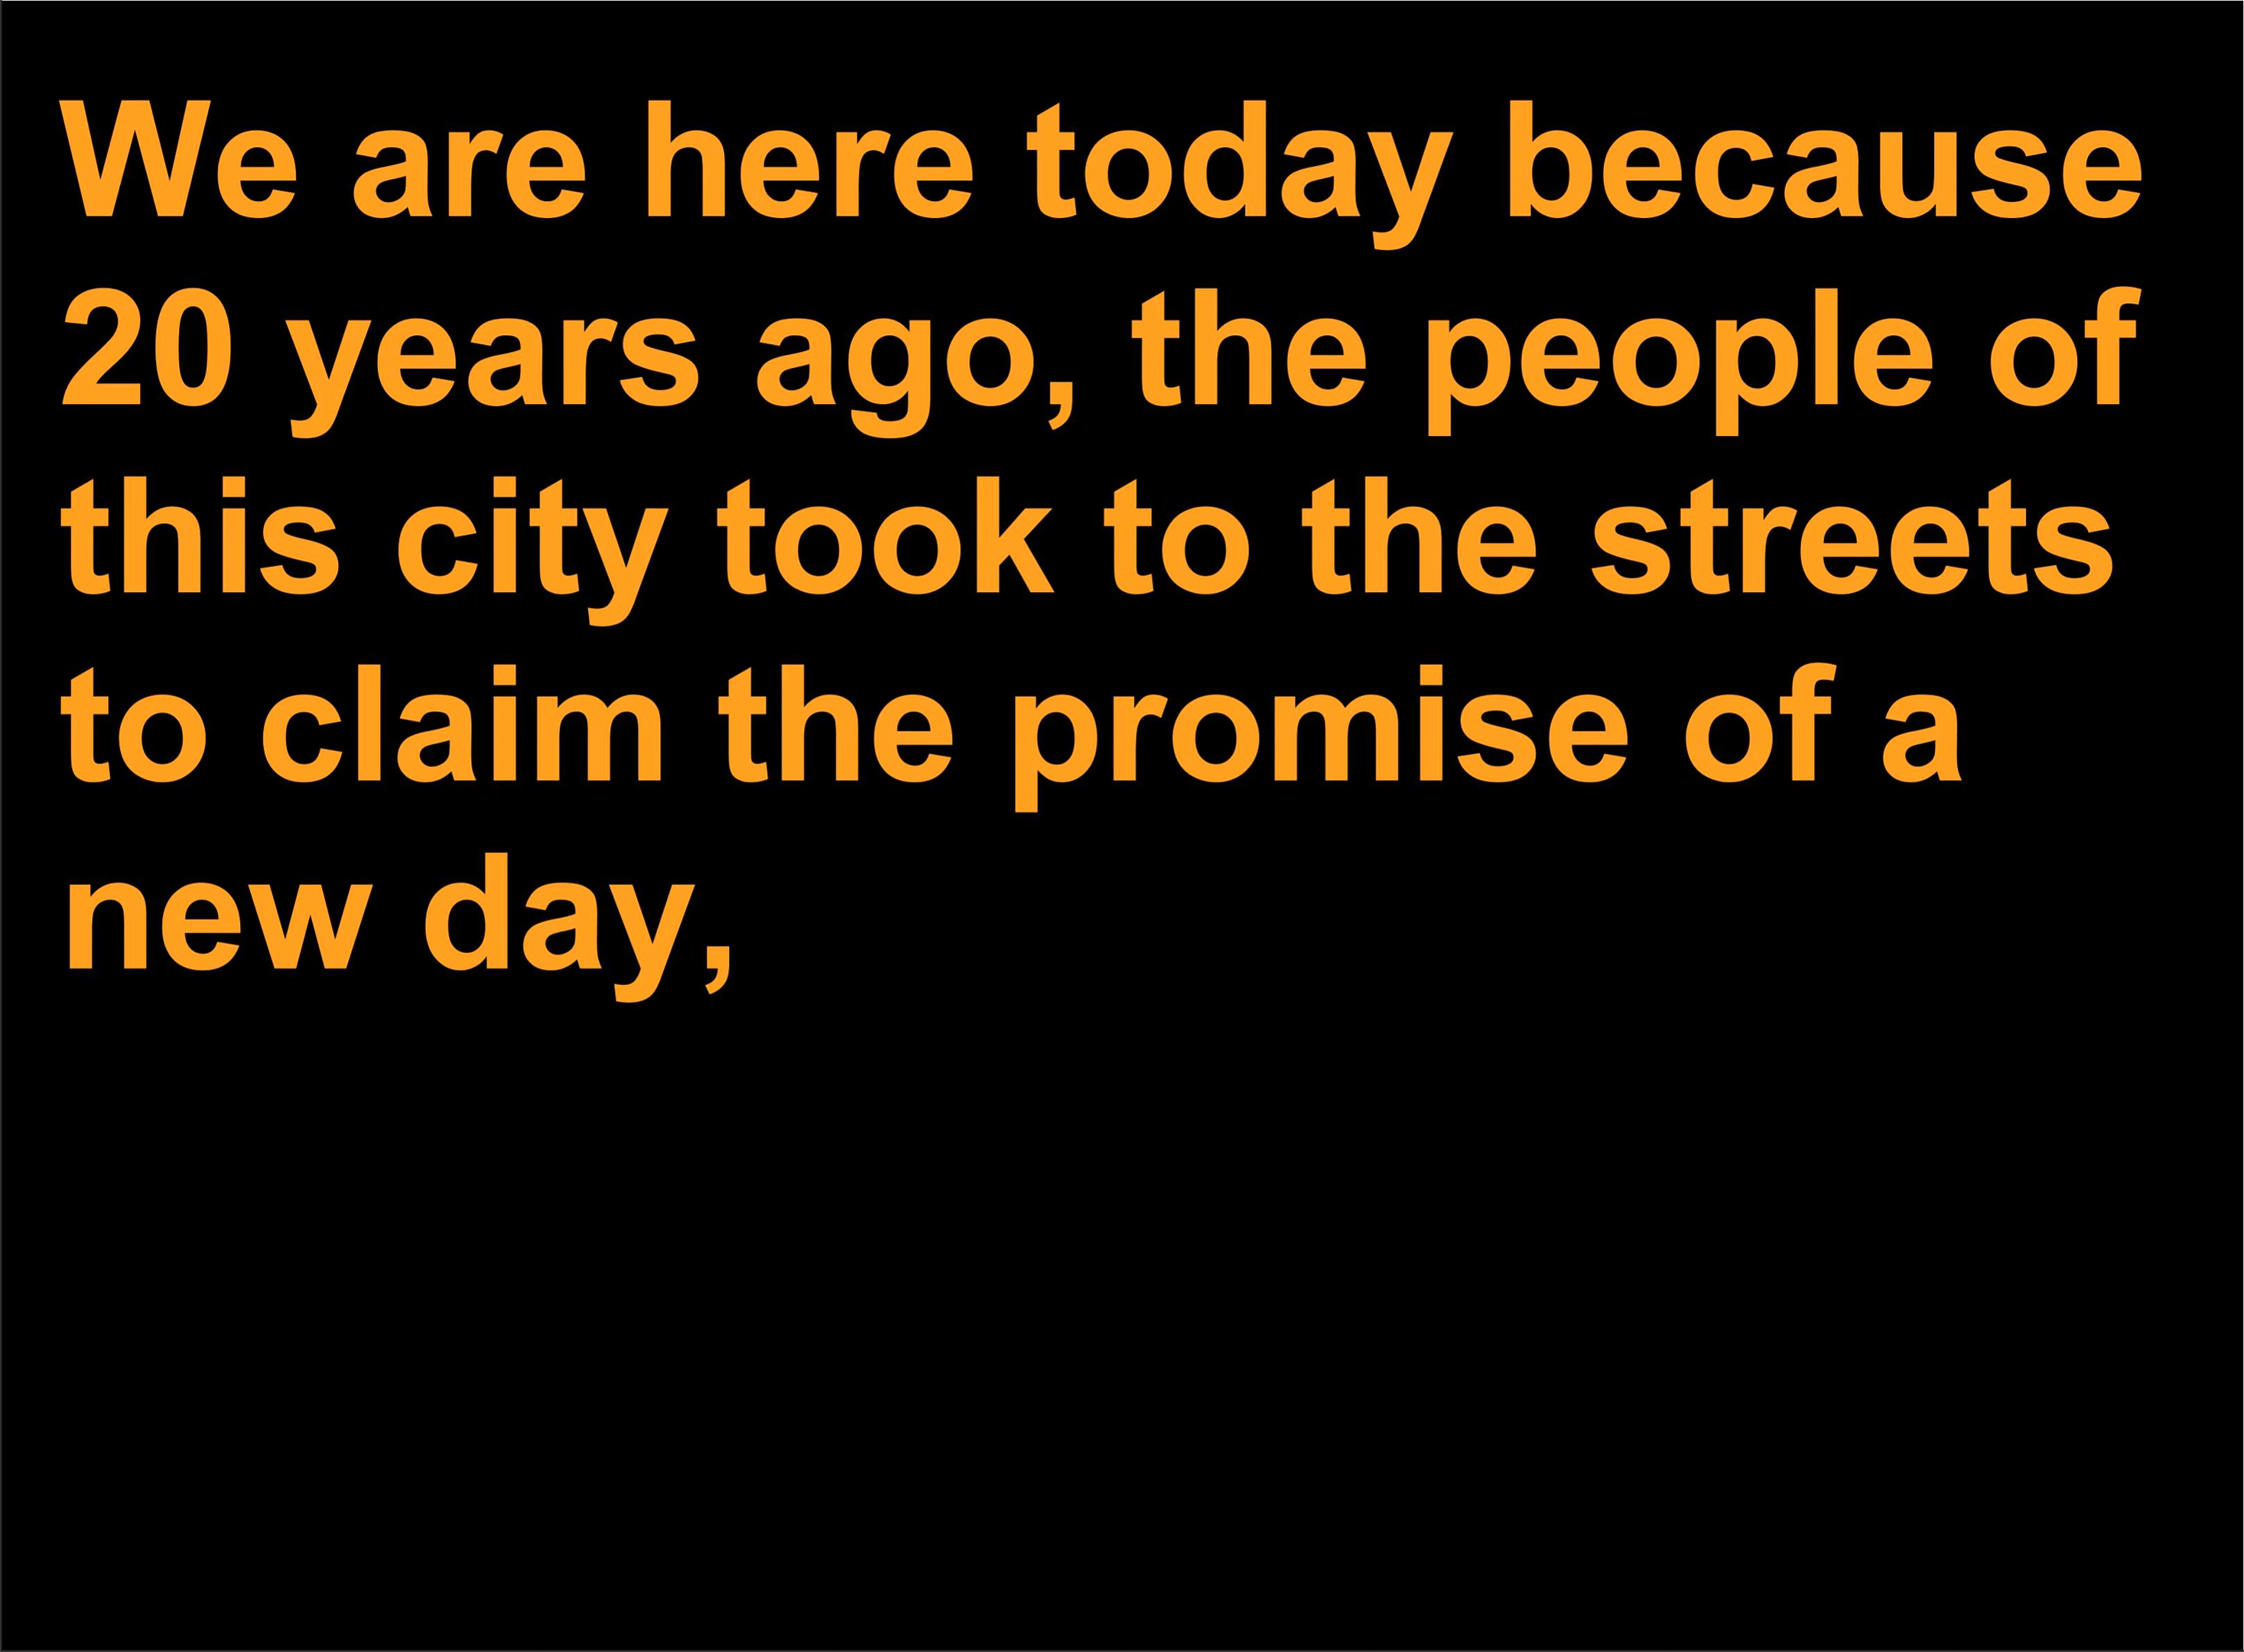 We are here today because
20 years ago, the people of
this city took to the streets
to claim the promise of a
new day,